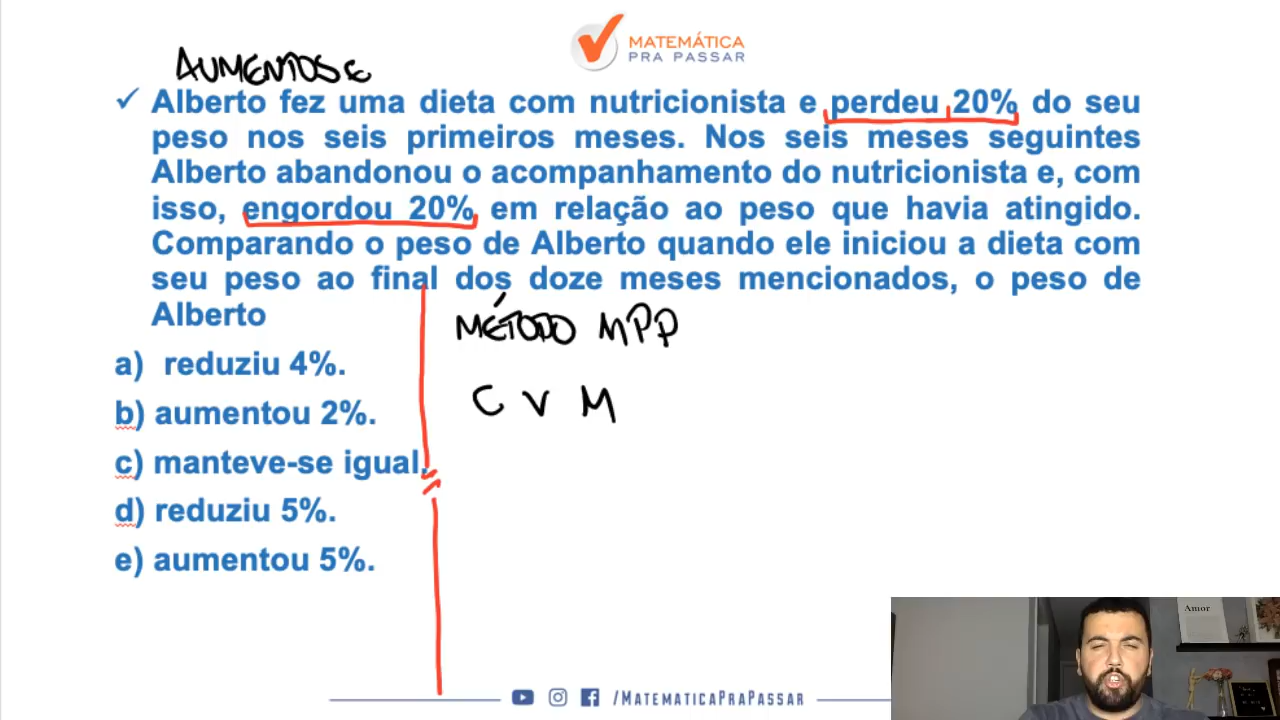 MATEMÁTICA
PRA PASSAR
AUMENTOS E
✓ Alberto fez uma dieta com nutricionista e perdeu 20% do seu
peso nos seis primeiros meses. Nos seis meses seguintes
Alberto abandonou o acompanhamento do nutricionista e, com
isso, engordou 20% em relação ao peso que havia atingido.
Comparando o peso de Alberto quando ele iniciou a dieta com
seu peso ao final dos doze meses mencionados, o peso de
Alberto
a) reduziu 4%.
b) aumentou 2%.
c) manteve-se igual.
d) reduziu 5%.
e) aumentou 5%.
MÉTODO MPP
C V M
Amor
/MATEMATICAPRAPASSAR